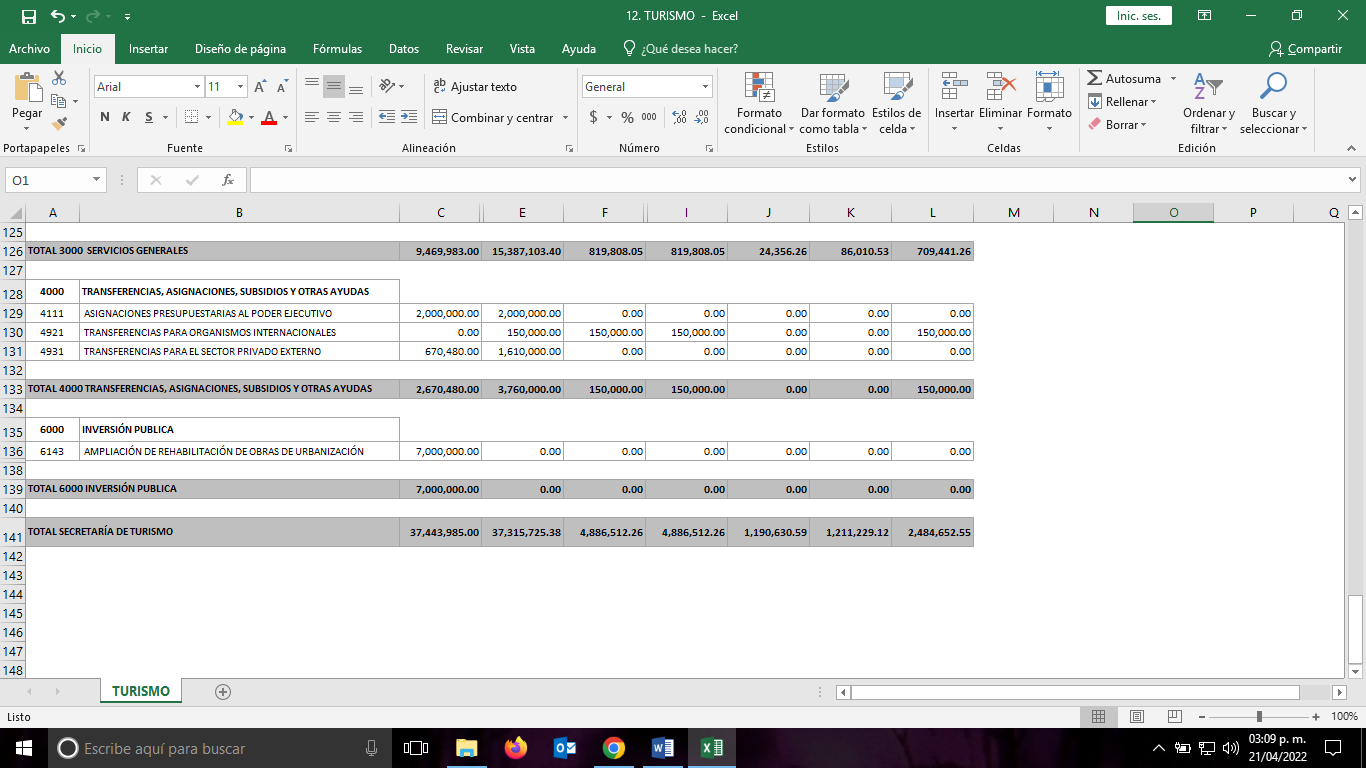 12. TURISMO - Excel
Inic. ses.
Archivo Inicio Insertar Diseño de página Fórmulas Datos Revisar Vista Ayuda ¿Qué desea hacer? Compartir
Pegar
Arial 11
Ajustar texto
General
Formato condicional
Dar formato como tabla
Estilos de celda
Insertar Eliminar Formato
Autosuma
Rellenar
Borrar
Ordenar y filtrar
Buscar y seleccionar
N K S
Combinar y centrar
$ % 000
Portapapeles Fuente Alineación Número Estilos Celdas Edición
O1 fx
A B C E F I J K L M N O P Q
125
126 TOTAL 3000 SERVICIOS GENERALES 9,469,983.00 15,387,103.40 819,808.05 819,808.05 24,356.26 86,010.53 709,441.26
127
128 4000 TRANSFERENCIAS, ASIGNACIONES, SUBSIDIOS Y OTRAS AYUDAS
129 4111 ASIGNACIONES PRESUPUESTARIAS AL PODER EJECUTIVO 2,000,000.00 2,000,000.00 0.00 0.00 0.00 0.00 0.00
130 4921 TRANSFERENCIAS PARA ORGANISMOS INTERNACIONALES 0.00 150,000.00 150,000.00 150,000.00 0.00 0.00 150,000.00
131 4931 TRANSFERENCIAS PARA EL SECTOR PRIVADO EXTERNO 670,480.00 1,610,000.00 0.00 0.00 0.00 0.00 0.00
132
133 TOTAL 4000 TRANSFERENCIAS, ASIGNACIONES, SUBSIDIOS Y OTRAS AYUDAS 2,670,480.00 3,760,000.00 150,000.00 150,000.00 0.00 0.00 150,000.00
134
135 6000 INVERSIÓN PUBLICA
136 6143 AMPLIACIÓN DE REHABILITACIÓN DE OBRAS DE URBANIZACIÓN 7,000,000.00 0.00 0.00 0.00 0.00 0.00 0.00
138
139 TOTAL 6000 INVERSIÓN PUBLICA 7,000,000.00 0.00 0.00 0.00 0.00 0.00 0.00
140
141 TOTAL SECRETARÍA DE TURISMO 37,443,985.00 37,315,725.38 4,886,512.26 4,886,512.26 1,190,630.59 1,211,229.12 2,484,652.55
142
143
144
145
146
147
148
TURISMO
Listo 100%
Escribe aquí para buscar
03:09 p. m.
21/04/2022